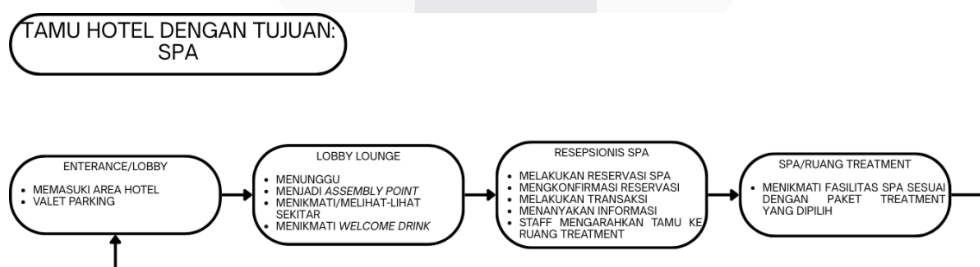 TAMU HOTEL DENGAN TUJUAN:
SPA
ENTERANCE/LOBBY
• MEMASUKI AREA HOTEL
• VALET PARKING
LOBBY LOUNGE
• MENUNGGU
• MENJADI ASSEMBLY POINT
• MENIKMATI/MELIHAT-LIHAT
SEKITAR
• MENIKMATI WELCOME DRINK
RESEPSIONIS SPA
• MELAKUKAN RESERVASI SPA
• MENGKONFIRMASI RESERVASI
• MELAKUKAN TRANSAKSI
• MENANYAKAN INFORMASI
• STAFF MENGARAHKAN TAMU KE
RUANG TREATMENT
SPA/RUANG TREATMENT
• MENIKMATI FASILITAS SPA SESUAI
DENGAN PAKET TREATMENT
YANG DIPILIH